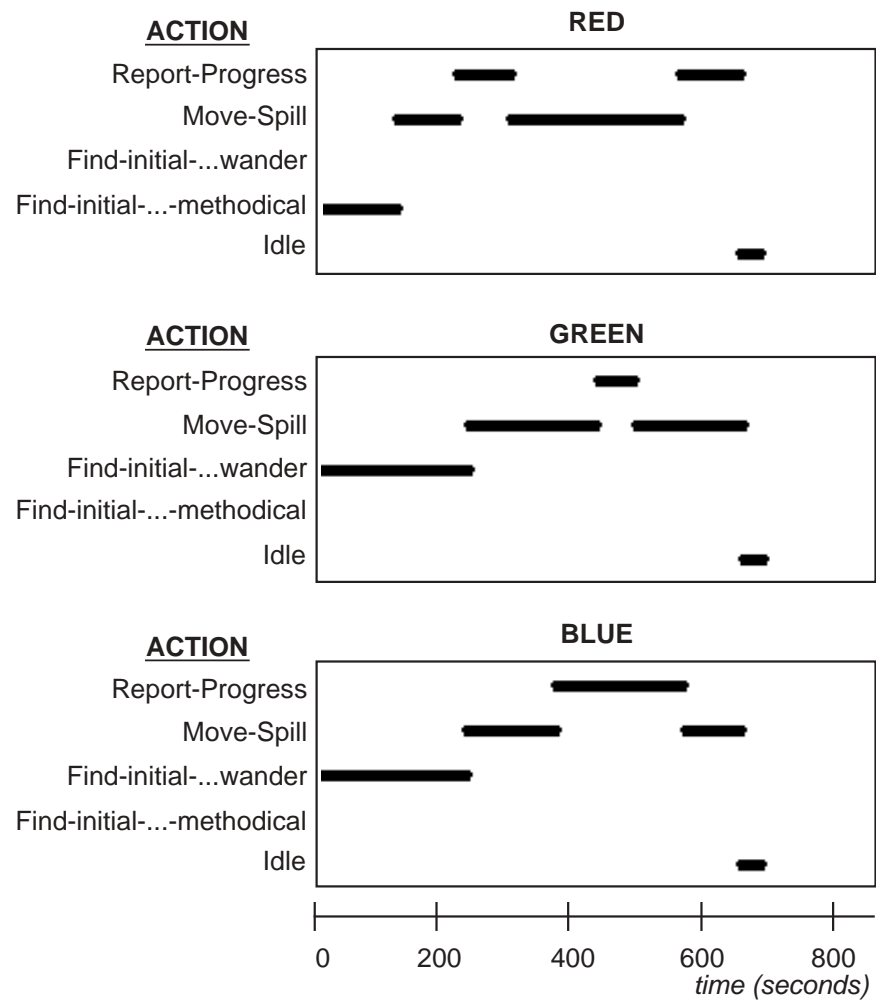 ACTION
RED
Report-Progress
Move-Spill
Find-initial-...wander
Find-initial-...-methodical
Idle
ACTION
GREEN
Report-Progress
Move-Spill
Find-initial-...wander
Find-initial-...-methodical
Idle
ACTION
BLUE
Report-Progress
Move-Spill
Find-initial-...wander
Find-initial-...-methodical
Idle
0 200 400 600 800
time (seconds)